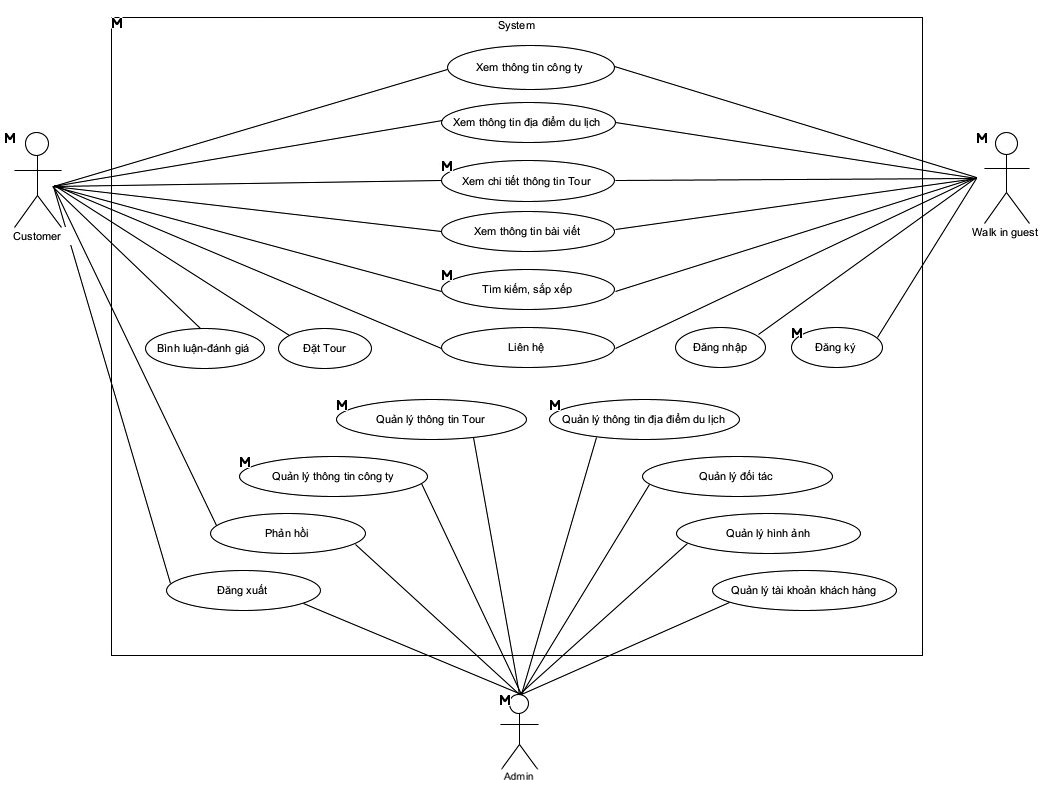 M
System
Xem thông tin công ty
Xem thông tin địa điểm du lịch
M
M
M
Xem chi tiết thông tin Tour
Customer
Walk in guest
Xem thông tin bài viết
M
Tìm kiếm, sắp xếp
Bình luận-đánh giá
Đặt Tour
Liên hệ
Đăng nhập
M
Đăng ký
M
Quản lý thông tin Tour
M
Quản lý thông tin địa điểm du lịch
M
Quản lý thông tin công ty
Quản lý đối tác
Phản hồi
Quản lý hình ảnh
Đăng xuất
Quản lý tài khoản khách hàng
M
Admin